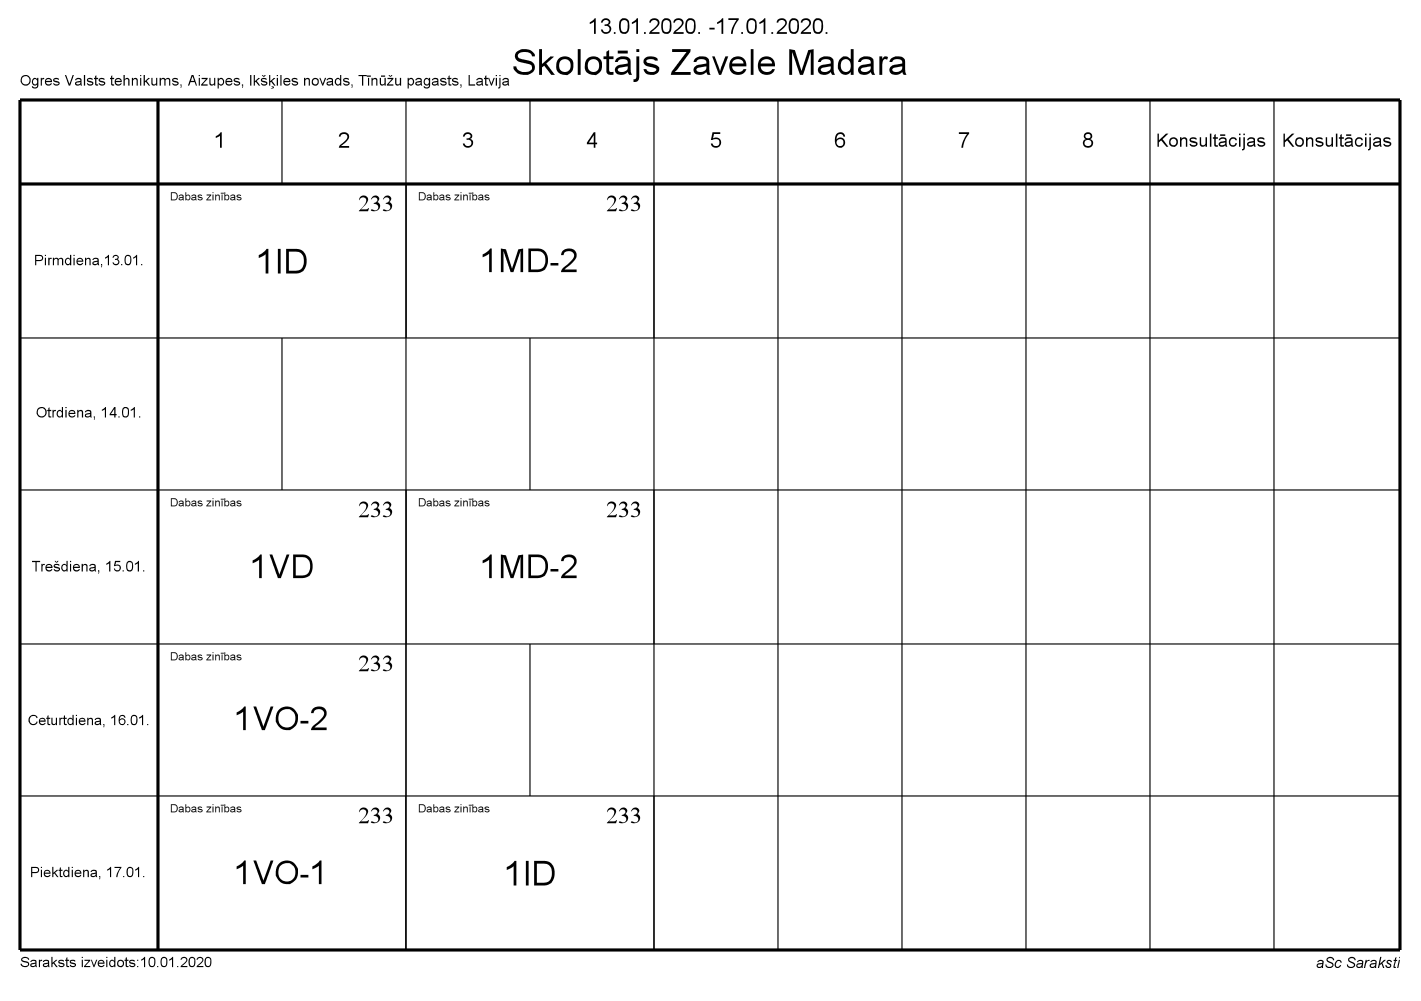 13.01.2020. -17.01.2020.
Skolotājs Zavele Madara
Ogres Valsts tehnikums, Aizupes, Ikšķiles novads, Tīnūžu pagasts, Latvija
1 2 3 4 5 6 7 8 Konsultācijas Konsultācijas
Dabas zinības 233 Dabas zinības 233
Pirmdiena,13.01. 1ID 1MD-2
Otrdiena, 14.01.
Dabas zinības 233 Dabas zinības 233
Trešdiena, 15.01. 1VD 1MD-2
Dabas zinības 233
Ceturtdiena, 16.01. 1VO-2
Dabas zinības 233 Dabas zinības 233
Piektdiena, 17.01. 1VO-1 1ID
Saraksts izveidots:10.01.2020 aSc Saraksti